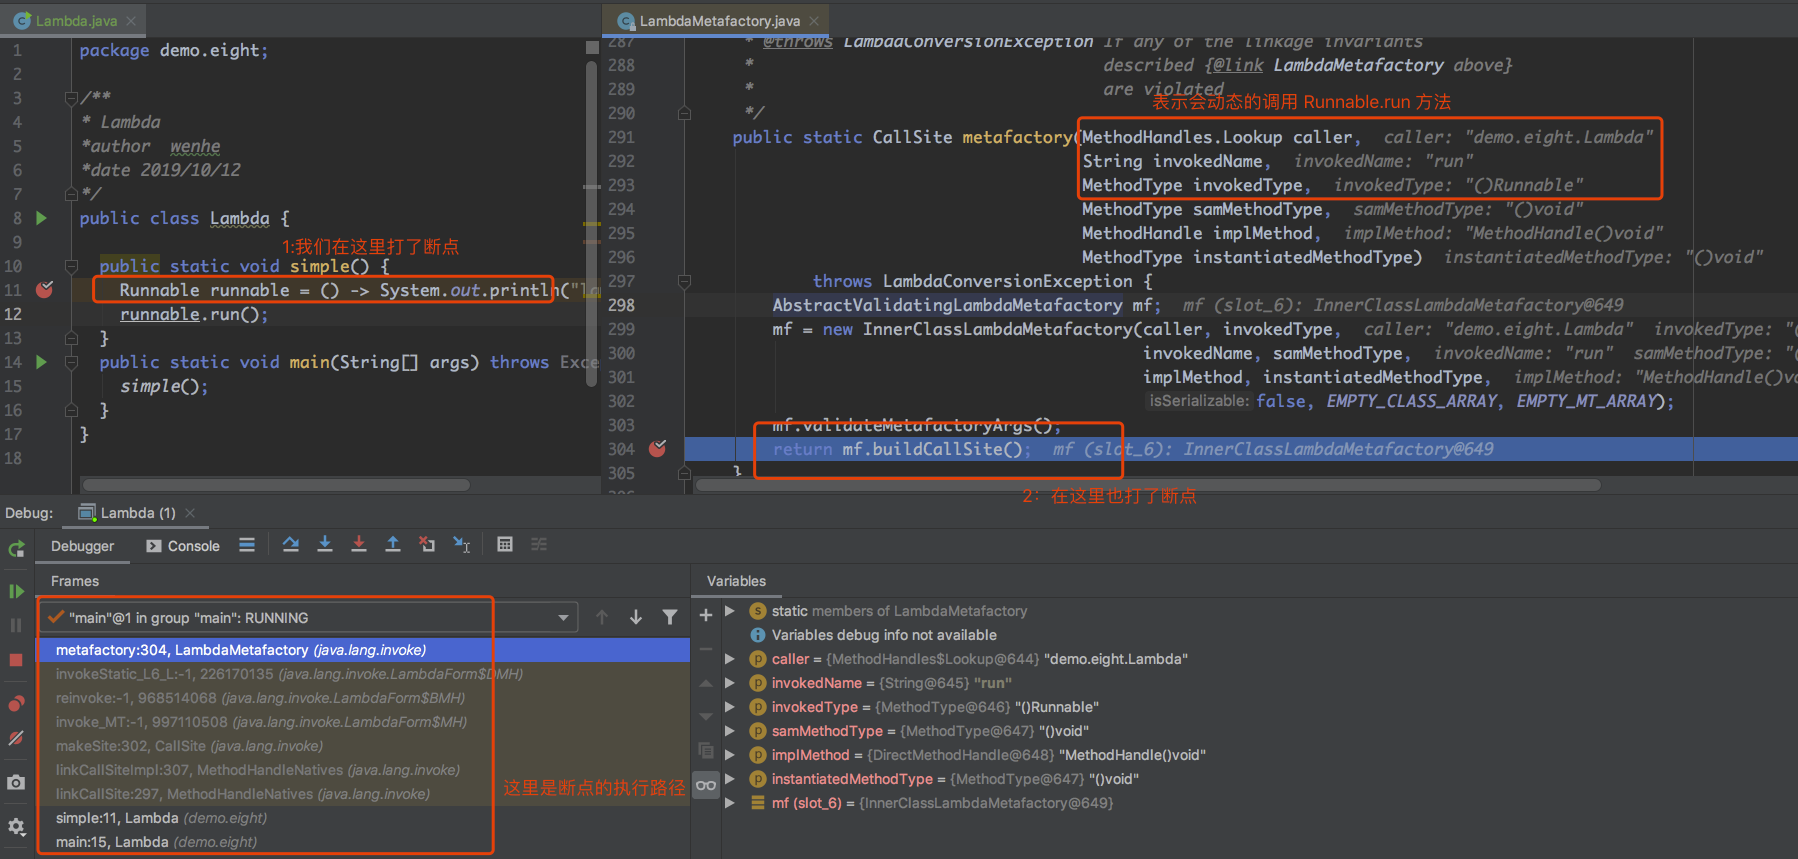 Lambda.java
LambdaMetafactory.java
1 package demo.eight;
2
3 /**
4 * Lambda
5 *author wenhe
6 *date 2019/10/12
7 */
8 public class Lambda {
9
1:我们在这里打了断点
10 public static void simple() {
11 Runnable runnable = () -> System.out.println("la
12 runnable.run();
13 }
14 public static void main(String[] args) throws Exce
15 simple();
16 }
17 }
18
287 * @throws LambdaConversionException If any of the linkage invariants
288 * described {@link LambdaMetafactory above}
289 * are violated
表示会动态的调用 Runnable.run 方法
290 */
291 public static CallSite metafactory(MethodHandles.Lookup caller, caller: "demo.eight.Lambda"
292 String invokedName, invokedName: "run"
293 MethodType invokedType, invokedType: "()Runnable"
294 MethodType samMethodType, samMethodType: "()void"
295 MethodHandle implMethod, implMethod: "MethodHandle()void"
296 MethodType instantiatedMethodType) instantiatedMethodType: "()void"
297 throws LambdaConversionException {
298 AbstractValidatingLambdaMetafactory mf; mf (slot_6): InnerClassLambdaMetafactory@649
299 mf = new InnerClassLambdaMetafactory(caller, invokedType, caller: "demo.eight.Lambda" invokedType: "(
300 invokedName, samMethodType, invokedName: "run" samMethodType: "(
301 implMethod, instantiatedMethodType, implMethod: "MethodHandle()vo
302 isSerializable: false, EMPTY_CLASS_ARRAY, EMPTY_MT_ARRAY);
303 mf.validateMetafactoryArgs();
304 return mf.buildCallSite(); mf (slot_6): InnerClassLambdaMetafactory@649
305 }
2: 在这里也打了断点
Debug: Lambda (1)
Debugger Console
Frames
"main"@1 in group "main": RUNNING
metafactory:304, LambdaMetafactory (java.lang.invoke)
invokeStatic_L6_L:-1, 226170135 (java.lang.invoke.LambdaForm$DMH)
reinvoke:-1, 968514068 (java.lang.invoke.LambdaForm$BMH)
invoke_MT:-1, 997110508 (java.lang.invoke.LambdaForm$MH)
makeSite:302, CallSite (java.lang.invoke)
linkCallSiteImpl:307, MethodHandleNatives (java.lang.invoke)
linkCallSite:297, MethodHandleNatives (java.lang.invoke)
simple:11, Lambda (demo.eight)
main:15, Lambda (demo.eight)
这里是断点的执行路径
Variables
static members of LambdaMetafactory
Variables debug info not available
caller = {MethodHandles$Lookup@644} "demo.eight.Lambda"
invokedName = {String@645} "run"
invokedType = {MethodType@646} "()Runnable"
samMethodType = {MethodType@647} "()void"
implMethod = {DirectMethodHandle@648} "MethodHandle()void"
instantiatedMethodType = {MethodType@647} "()void"
mf (slot_6) = {InnerClassLambdaMetafactory@649}